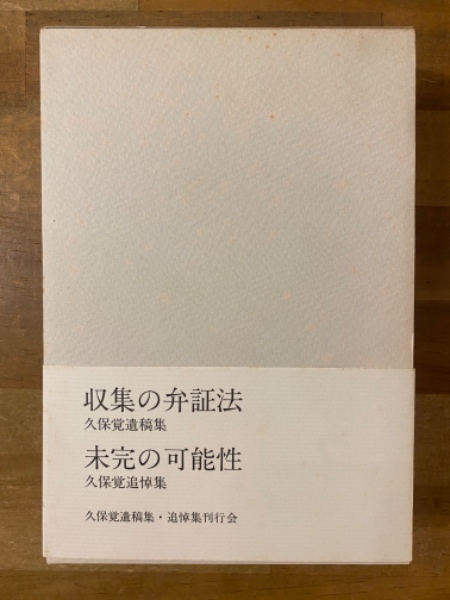 収集の弁証法
久保覚遺稿集
未完の可能性
久保覚追悼集
久保覚遺稿集・追悼集刊行会